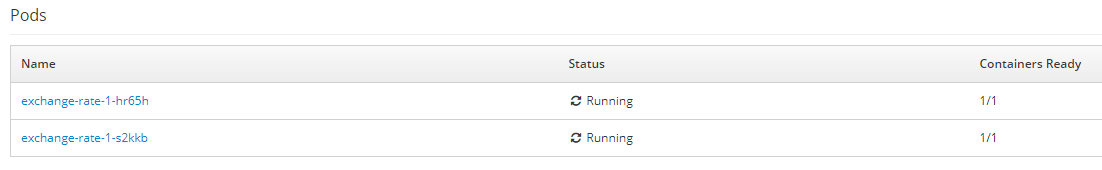 Pods
Name Status Containers Ready
exchange-rate-1-hr65h Running 1/1
exchange-rate-1-s2kkb Running 1/1